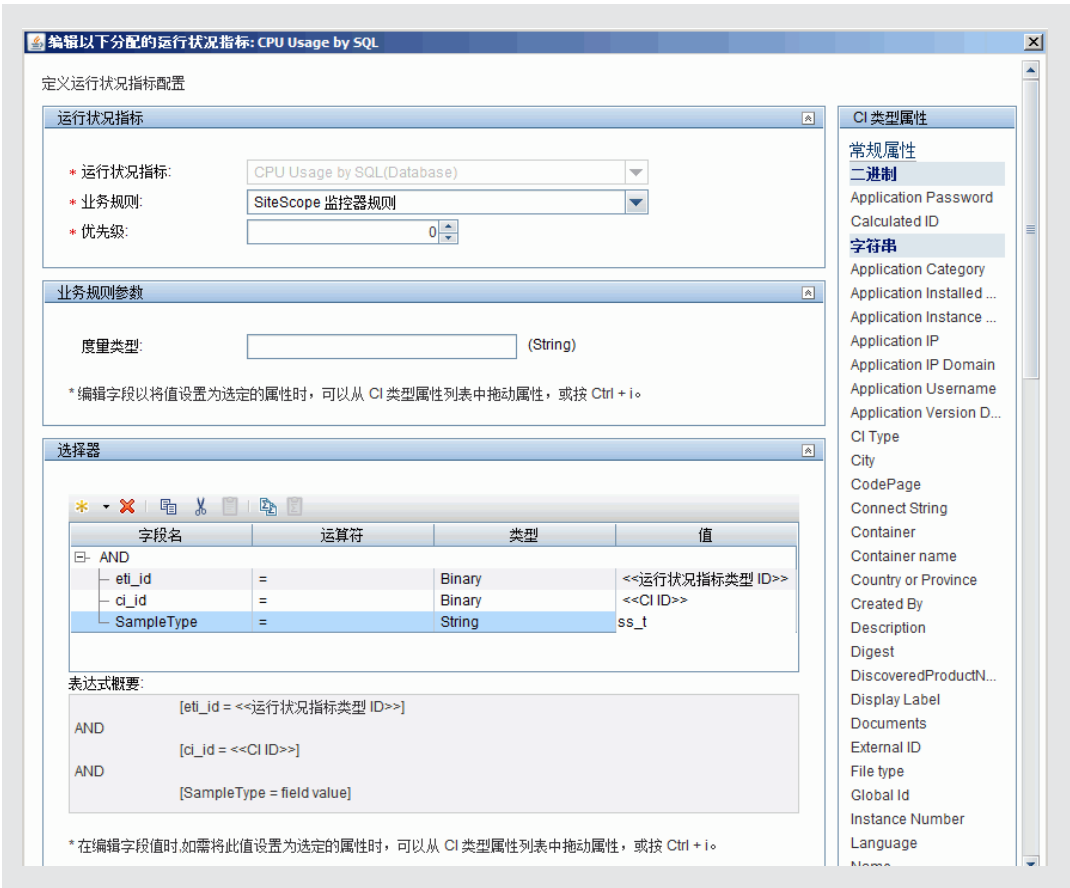 编辑以下分配的运行状况指标: CPU Usage by SQL
定义运行状况指标配置
运行状况指标
* 运行状况指标: CPU Usage by SQL(Database)
* 业务规则: SiteScope 监控器规则
* 优先级: 0
业务规则参数
度量类型: (String)
* 编辑字段以将值设置为选定的属性时，可以从 CI 类型属性列表中拖动属性，或按 Ctrl + i。
选择器
字段名 运算符 类型 值
AND
eti_id = Binary <<运行状况指标类型 ID>>
ci_id = Binary <<CI ID>>
SampleType = String ss_t
表达式概要:
[eti_id = <<运行状况指标类型 ID>>]
AND
[ci_id = <<CI ID>>]
AND
[SampleType = field value]
* 在编辑字段值时,如需将此值设置为选定的属性时，可以从 CI 类型属性列表中拖动属性，或按 Ctrl + i。
CI 类型属性
常规属性
二进制
Application Password
Calculated ID
字符串
Application Category
Application Installed ...
Application Instance ...
Application IP
Application IP Domain
Application Username
Application Version D...
CI Type
City
CodePage
Connect String
Container
Container name
Country or Province
Created By
Description
Digest
DiscoveredProductN...
Display Label
Documents
External ID
File type
Global Id
Instance Number
Language
Name